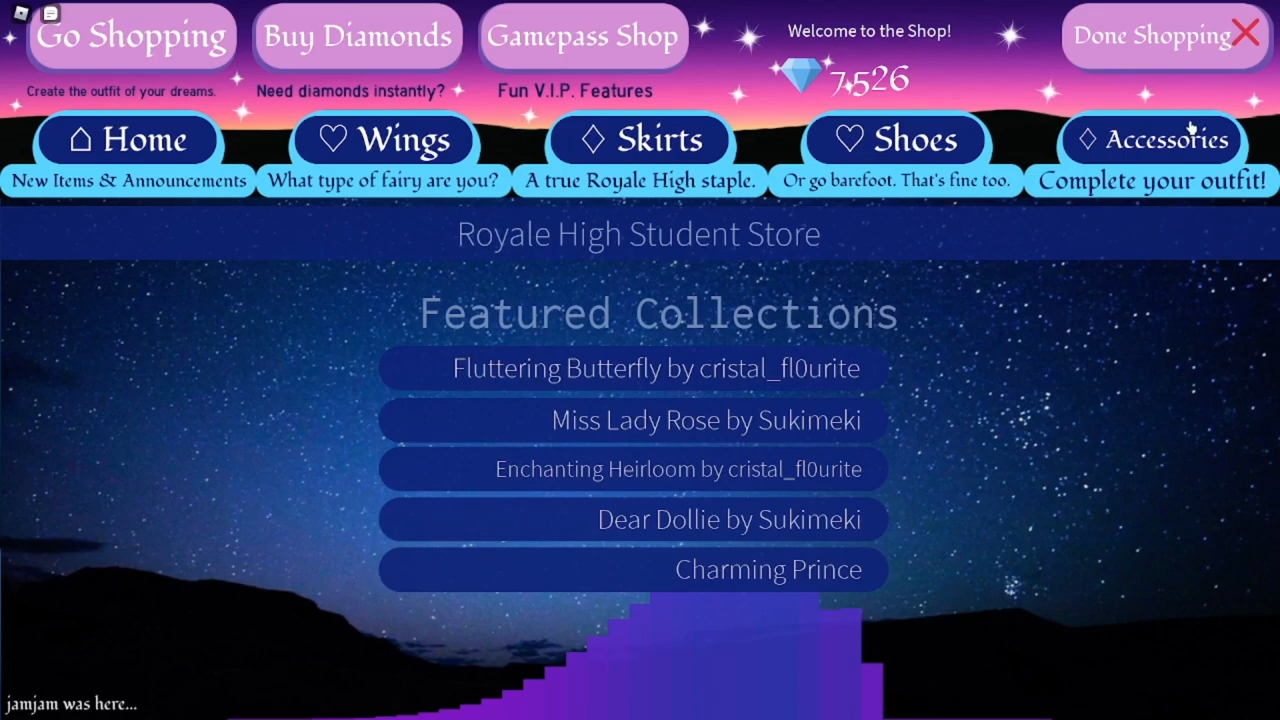 Go Shopping
Buy Diamonds
Gamepass Shop
Welcome to the Shop!
Done Shopping
7,526
Create the outfit of your dreams.
Need diamonds instantly?
Fun V.I.P. Features
Home
Wings
Skirts
Shoes
Accessories
New Items & Announcements
What type of fairy are you?
A true Royale High staple.
Or go barefoot. That's fine too.
Complete your outfit!
Royale High Student Store
Featured Collections
Fluttering Butterfly by cristal_fl0urite
Miss Lady Rose by Sukimeki
Enchanting Heirloom by cristal_fl0urite
Dear Dollie by Sukimeki
Charming Prince
jamjam was here...